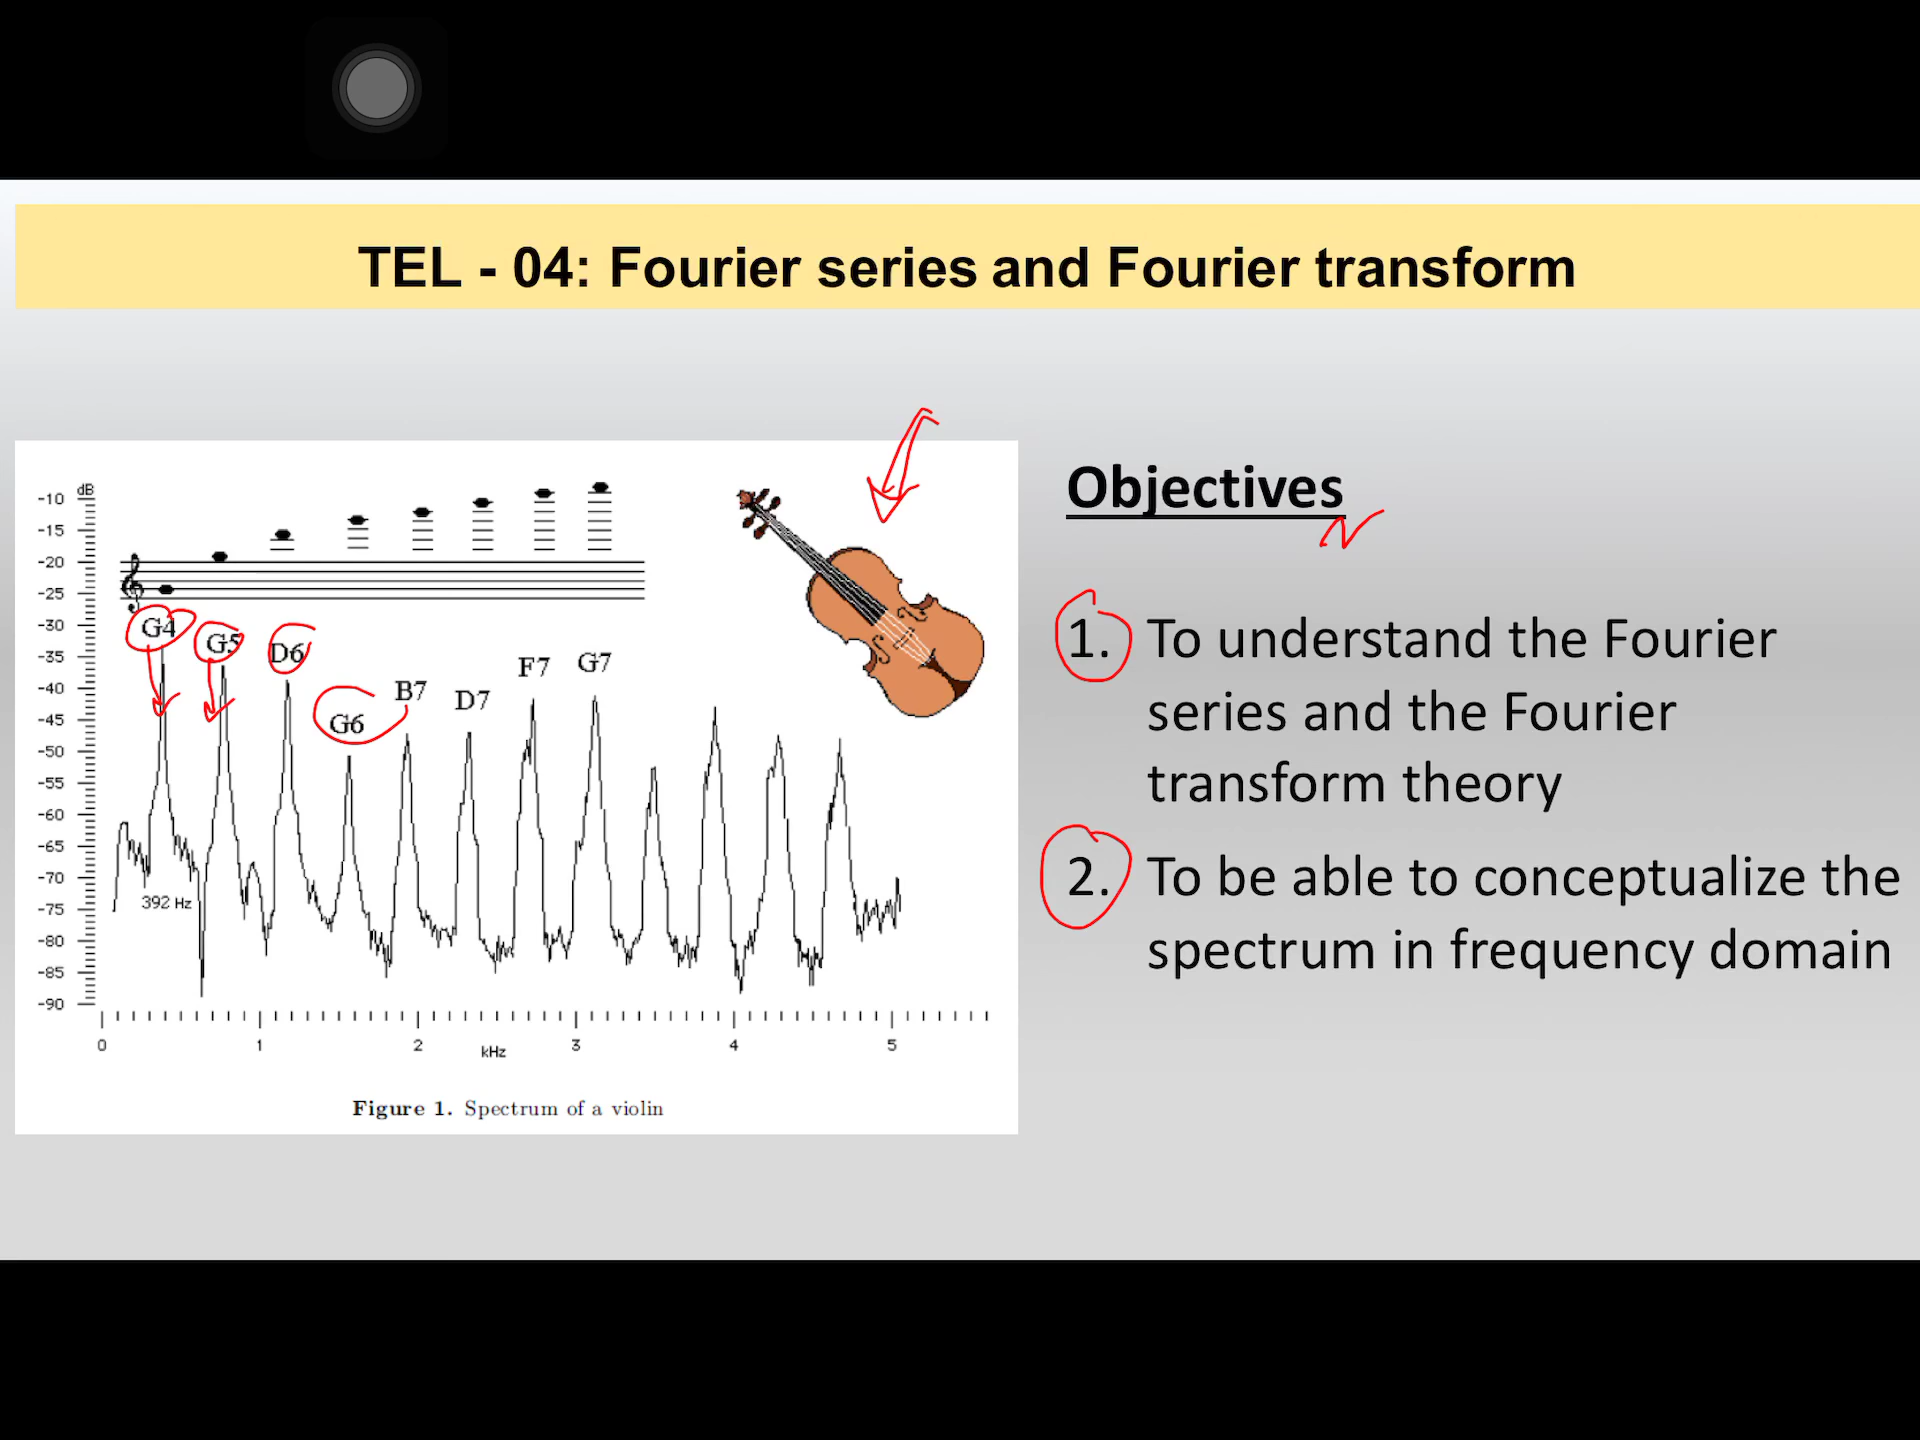 TEL - 04: Fourier series and Fourier transform
dB
-10
-15
-20
-25
-30
-35
-40
-45
-50
-55
-60
-65
-70
-75
-80
-85
-90
G4
G5
D6
G6
B7
D7
F7
G7
392 Hz
0 1 2 3 4 5
kHz
Figure 1. Spectrum of a violin
Objectives
1. To understand the Fourier
series and the Fourier
transform theory
2. To be able to conceptualize the
spectrum in frequency domain